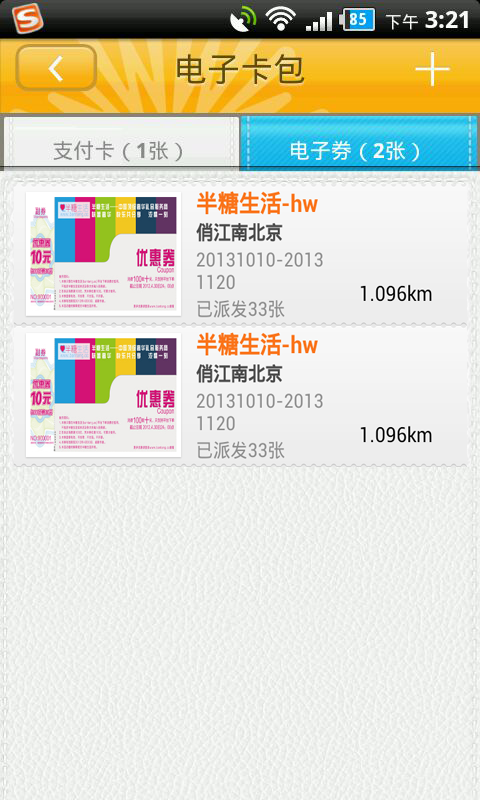 S
85 下午 3:21
电子卡包
支付卡（1张）
电子券（2张）
半糖生活-hw
俏江南北京
20131010-2013
1120
1.096km
已派发33张
优惠券
Coupon
10元
半糖生活-hw
俏江南北京
20131010-2013
1120
1.096km
已派发33张
优惠券
Coupon
10元